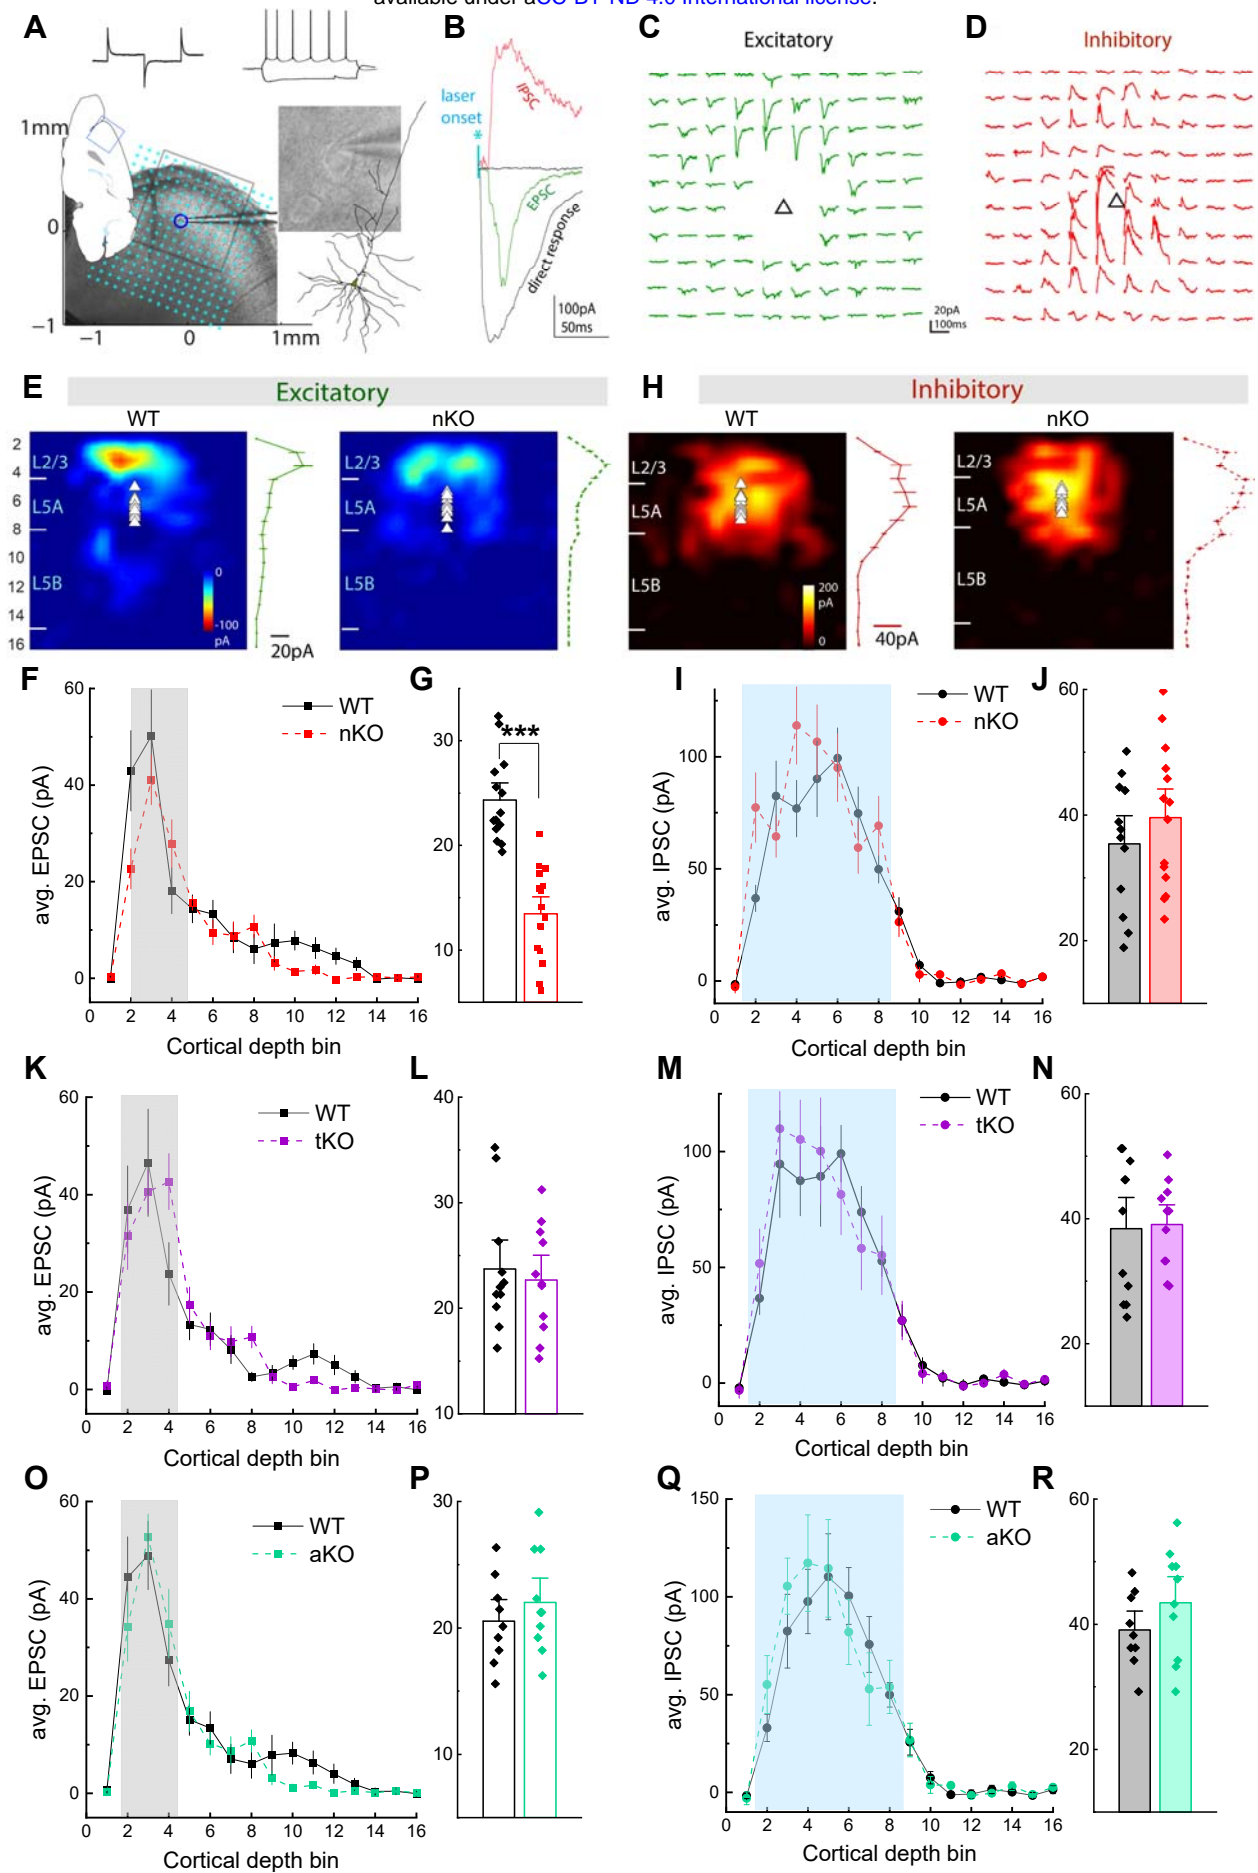 available under aCC-BY-ND 4.0 International license.
A
B
C
D
1mm
0
−1
−1
0
1mm
laser
onset
*
IPSC
EPSC
direct response
100pA
50ms
Excitatory
20pA
100ms
Inhibitory
E
Excitatory
WT
nKO
2
4
6
8
10
12
14
16
L2/3
L5A
L5B
0
-100
pA
20pA
H
Inhibitory
WT
nKO
L2/3
L5A
L5B
200
pA
0
40pA
F
60
40
20
0
avg. EPSC (pA)
WT
nKO
0 2 4 6 8 10 12 14 16
Cortical depth bin
G
30
20
10
***
I
100
50
0
avg. IPSC (pA)
WT
nKO
0 2 4 6 8 10 12 14 16
Cortical depth bin
J
60
40
20
K
60
40
20
0
avg. EPSC (pA)
WT
tKO
0 2 4 6 8 10 12 14 16
Cortical depth bin
L
40
30
20
10
M
100
50
0
avg. IPSC (pA)
WT
tKO
0 2 4 6 8 10 12 14 16
Cortical depth bin
N
60
40
20
O
60
40
20
0
avg. EPSC (pA)
WT
aKO
0 2 4 6 8 10 12 14 16
Cortical depth bin
P
30
20
10
Q
150
100
50
0
avg. IPSC (pA)
WT
aKO
0 2 4 6 8 10 12 14 16
Cortical depth bin
R
60
40
20